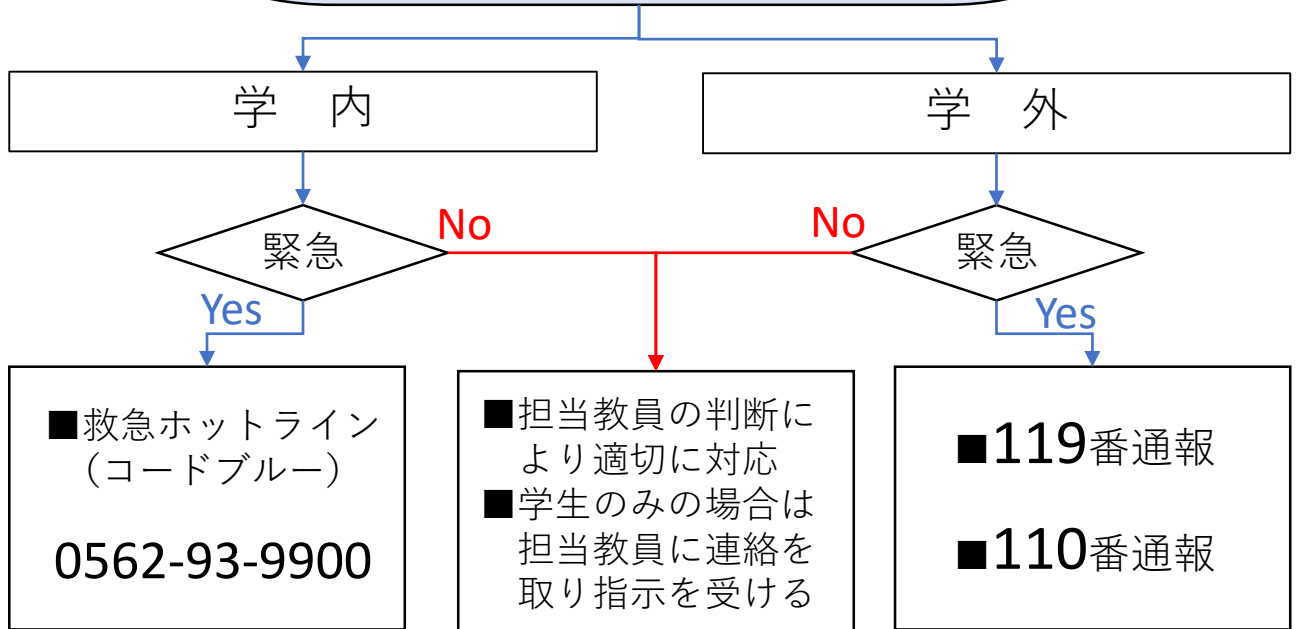 学　内
学　外
緊急
No
No
緊急
Yes
Yes
■救急ホットライン
（コードブルー）
0562-93-9900
■担当教員の判断に
より適切に対応
■学生のみの場合は
担当教員に連絡を
取り指示を受ける
■119番通報
■110番通報